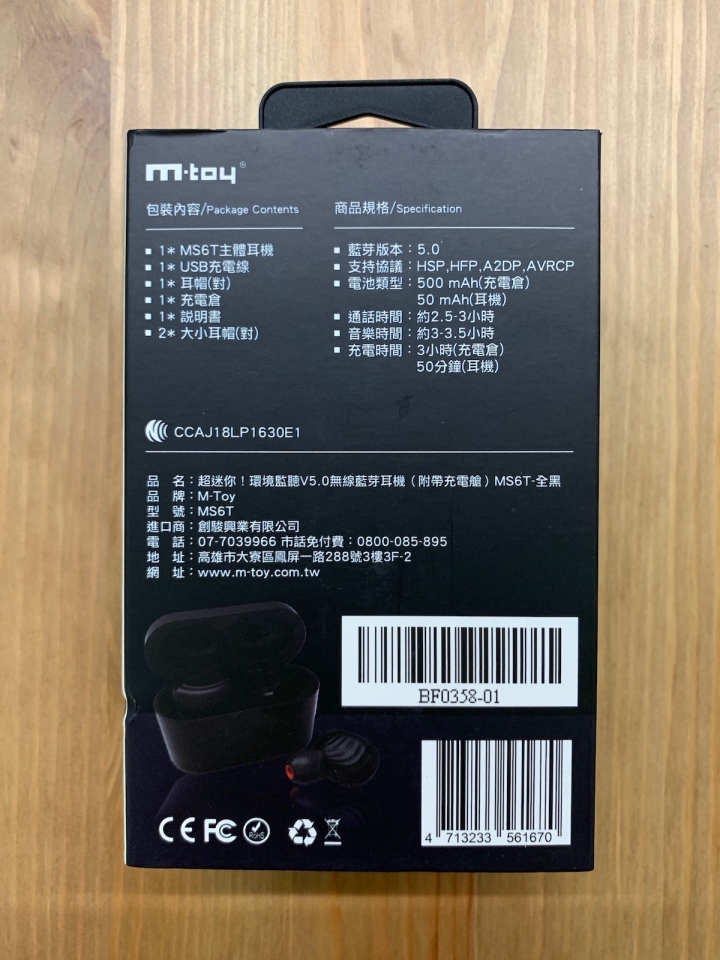 m·toy®
包裝內容/Package Contents
1* MS6T主體耳機
1* USB充電線
1* 耳帽(對)
1* 充電倉
1* 説明書
2* 大小耳帽(對)
商品規格/Specification
藍芽版本：5.0
支持協議：HSP,HFP,A2DP,AVRCP
電池類型：500 mAh(充電倉)
50 mAh(耳機)
通話時間：約2.5-3小時
音樂時間：約3-3.5小時
充電時間：3小時(充電倉)
50分鐘(耳機)
CCAJ18LP1630E1
品　名：超迷你！環境監聽V5.0無線藍芽耳機（附帶充電艙）MS6T-全黑
品　牌：M-Toy
型　號：MS6T
進口商：創駿興業有限公司
電　話：07-7039966 市話免付費：0800-085-895
地　址：高雄市大寮區鳳屏一路288號3樓3F-2
網　址：www.m-toy.com.tw
BF0358-01
CE FC RoHS
4 713233 561670